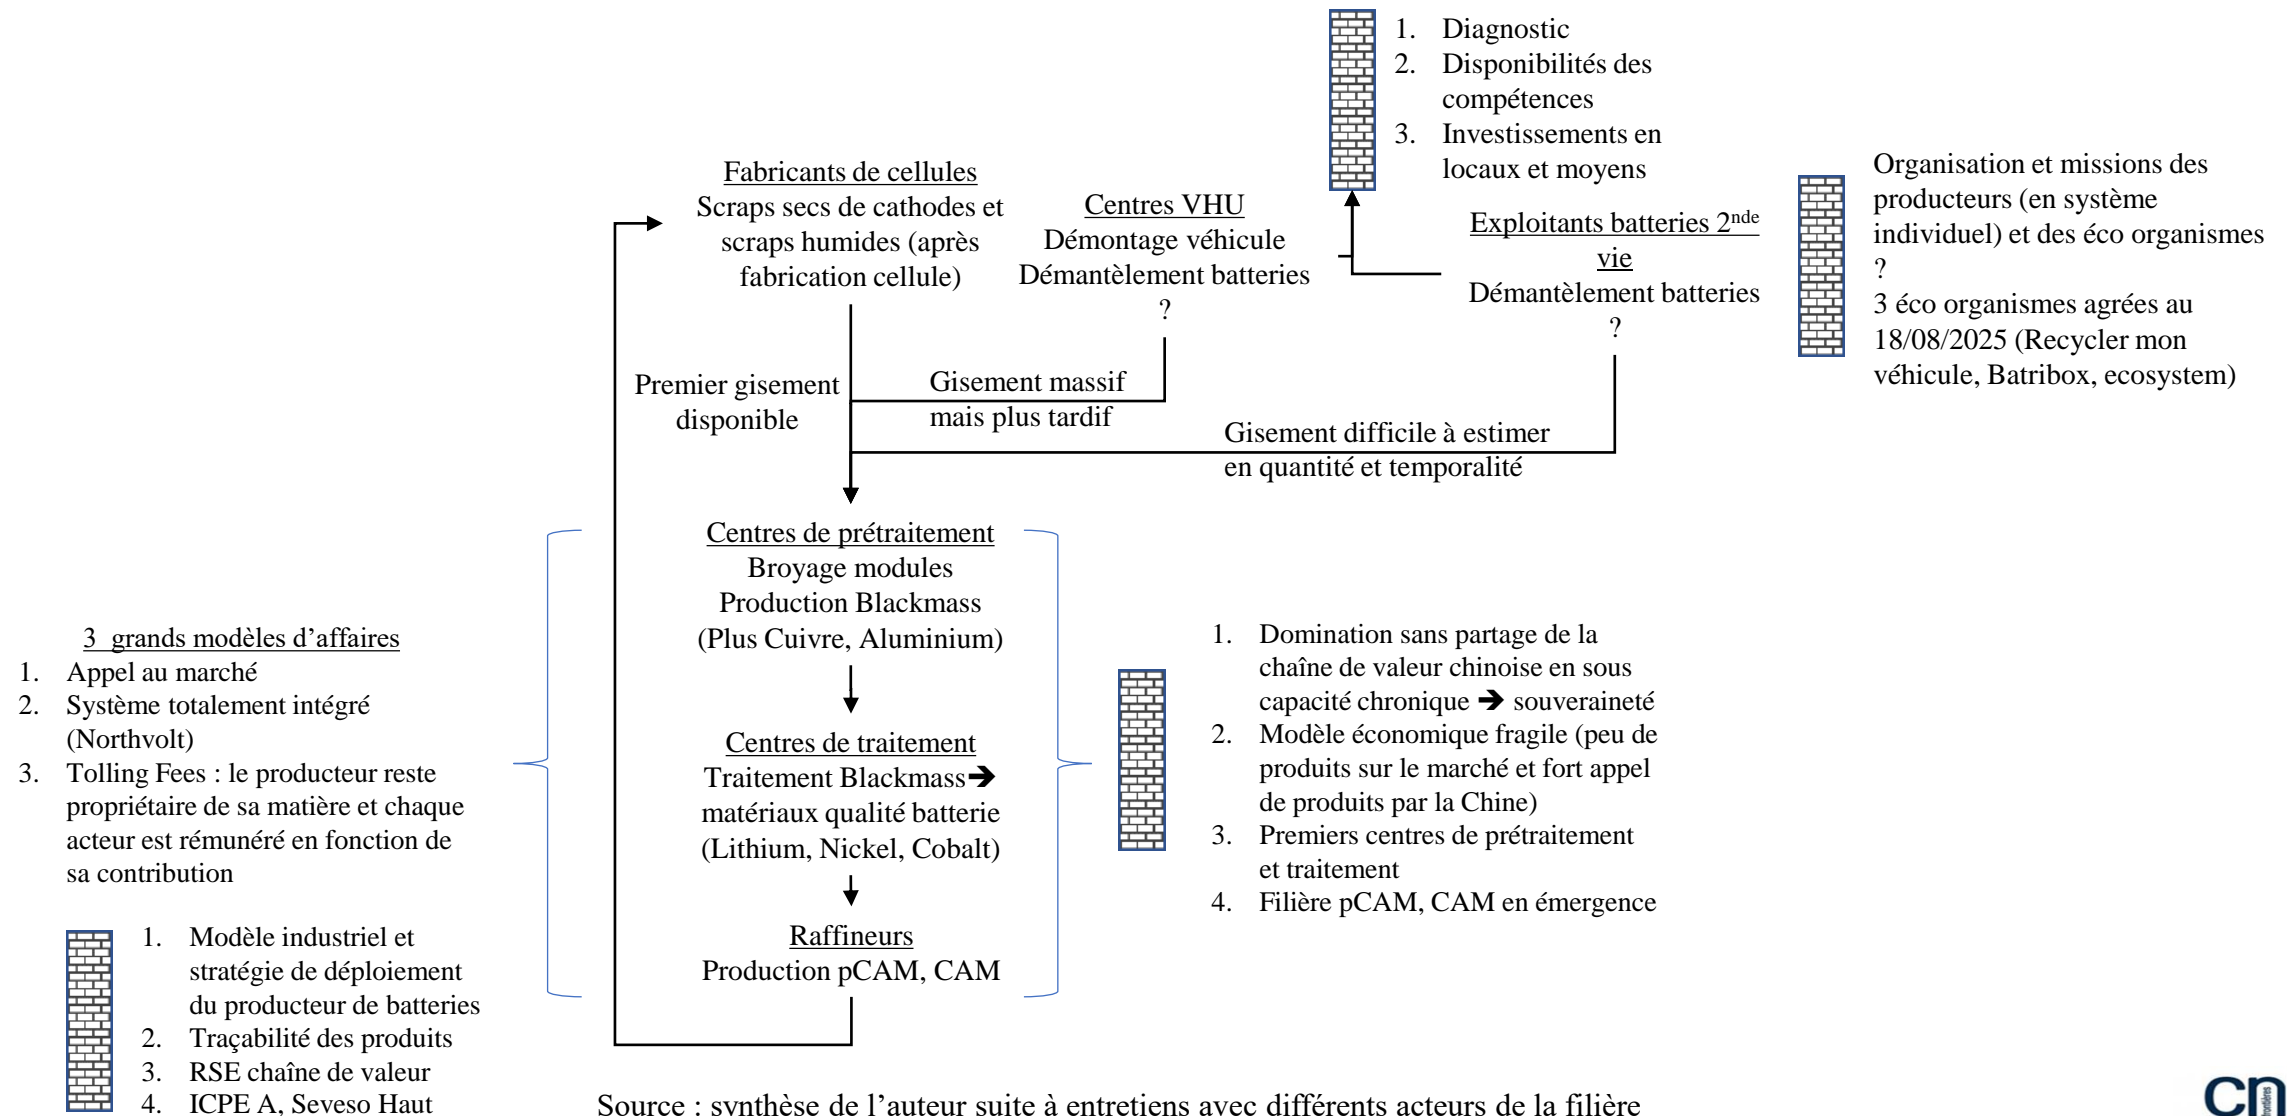 1. Diagnostic
2. Disponibilités des
compétences
3. Investissements en
locaux et moyens
Fabricants de cellules
Scraps secs de cathodes et
scraps humides (après
fabrication cellule)
Centres VHU
Démontage véhicule
Démantèlement batteries
?
Exploitants batteries 2nde
vie
Démantèlement batteries
?
Organisation et missions des
producteurs (en système
individuel) et des éco organismes
?
3 éco organismes agrées au
18/08/2025 (Recycler mon
véhicule, Batribox, ecosystem)
Premier gisement
disponible
Gisement massif
mais plus tardif
Gisement difficile à estimer
en quantité et temporalité
Centres de prétraitement
Broyage modules
Production Blackmass
(Plus Cuivre, Aluminium)
Centres de traitement
Traitement Blackmass➔
matériaux qualité batterie
(Lithium, Nickel, Cobalt)
Raffineurs
Production pCAM, CAM
3 grands modèles d’affaires
1. Appel au marché
2. Système totalement intégré
(Northvolt)
3. Tolling Fees : le producteur reste
propriétaire de sa matière et chaque
acteur est rémunéré en fonction de
sa contribution
1. Modèle industriel et
stratégie de déploiement
du producteur de batteries
2. Traçabilité des produits
3. RSE chaîne de valeur
4. ICPE A, Seveso Haut
1. Domination sans partage de la
chaîne de valeur chinoise en sous
capacité chronique ➔ souveraineté
2. Modèle économique fragile (peu de
produits sur le marché et fort appel
de produits par la Chine)
3. Premiers centres de prétraitement
et traitement
4. Filière pCAM, CAM en émergence
Source : synthèse de l’auteur suite à entretiens avec différents acteurs de la filière
cn